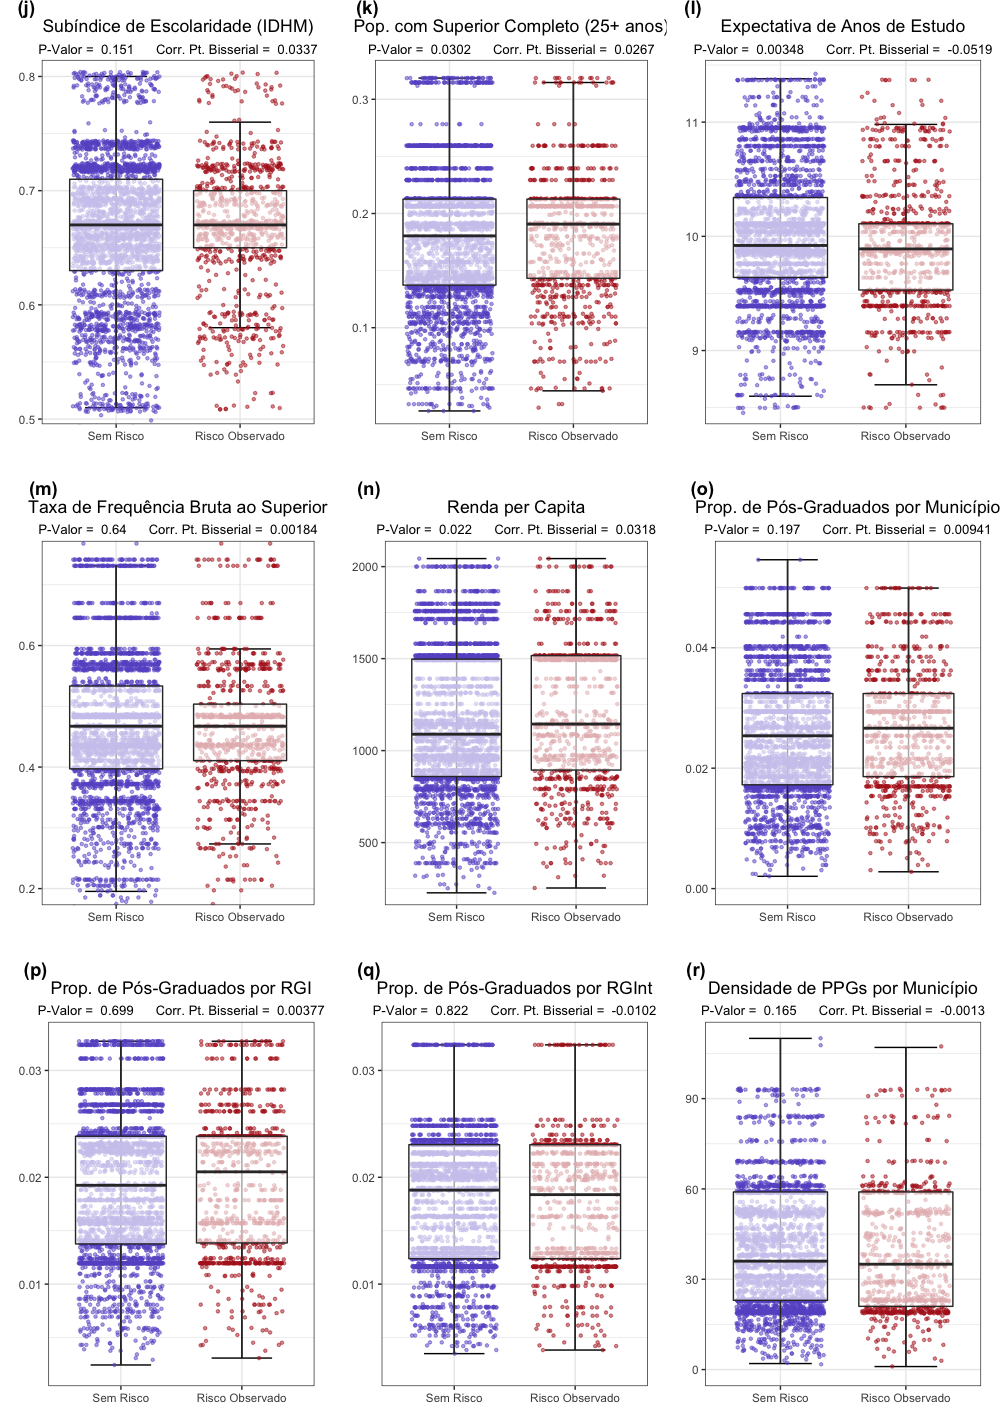 (j)
Subíndice de Escolaridade (IDHM)
P-Valor = 0.151 Corr. Pt. Bisserial = 0.0337
0.8
0.7
0.6
0.5
Sem Risco Risco Observado
(k)
Pop. com Superior Completo (25+ anos)
P-Valor = 0.0302 Corr. Pt. Bisserial = 0.0267
0.3
0.2
0.1
Sem Risco Risco Observado
(l)
Expectativa de Anos de Estudo
P-Valor = 0.00348 Corr. Pt. Bisserial = -0.0519
11
10
9
Sem Risco Risco Observado
(m)
Taxa de Frequência Bruta ao Superior
P-Valor = 0.64 Corr. Pt. Bisserial = 0.00184
0.6
0.4
0.2
Sem Risco Risco Observado
(n)
Renda per Capita
P-Valor = 0.022 Corr. Pt. Bisserial = 0.0318
2000
1500
1000
500
Sem Risco Risco Observado
(o)
Prop. de Pós-Graduados por Município
P-Valor = 0.197 Corr. Pt. Bisserial = 0.00941
0.04
0.02
0.00
Sem Risco Risco Observado
(p)
Prop. de Pós-Graduados por RGI
P-Valor = 0.699 Corr. Pt. Bisserial = 0.00377
0.03
0.02
0.01
Sem Risco Risco Observado
(q)
Prop. de Pós-Graduados por RGInt
P-Valor = 0.822 Corr. Pt. Bisserial = -0.0102
0.03
0.02
0.01
Sem Risco Risco Observado
(r)
Densidade de PPGs por Município
P-Valor = 0.165 Corr. Pt. Bisserial = -0.0013
90
60
30
0
Sem Risco Risco Observado